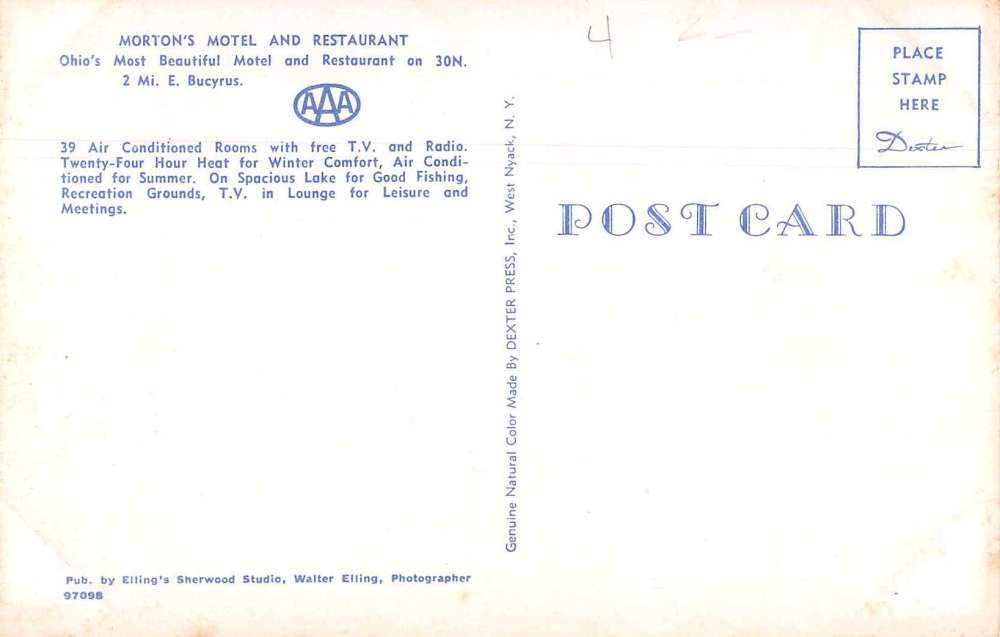 MORTON'S MOTEL AND RESTAURANT
Ohio's Most Beautiful Motel and Restaurant on 30N.
2 Mi. E. Bucyrus.
AAA
39 Air Conditioned Rooms with free T.V. and Radio.
Twenty-Four Hour Heat for Winter Comfort, Air Condi-
tioned for Summer. On Spacious Lake for Good Fishing,
Recreation Grounds, T.V. in Lounge for Leisure and
Meetings.
Pub. by Elling's Sherwood Studio, Walter Elling, Photographer
97098
Genuine Natural Color Made By DEXTER PRESS, Inc., West Nyack, N. Y.
4
PLACE
STAMP
HERE
Dexter
POST CARD